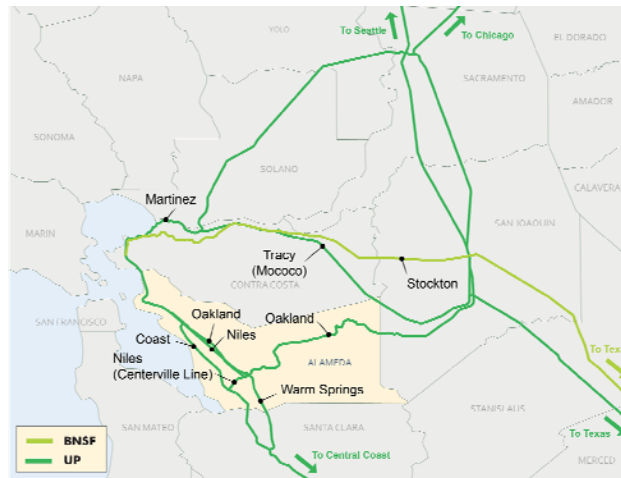 YOLO
To Seattle
To Chicago
EL DORADO
NAPA
SACRAMENTO
AMADOR
SONOMA
SOLANO
CALAVERA
Martinez
MARIN
SAN JOAQUIN
Tracy
(Mococo)
CONTRA COSTA
Stockton
Oakland
Oakland
SAN FRANCISCO
Coast
Niles
Niles
(Centerville Line)
ALAMEDA
To Tex
Warm Springs
STANISLAUS
SAN MATEO
SANTA CLARA
To Texas
BNSF
UP
To Central Coast
MERCED